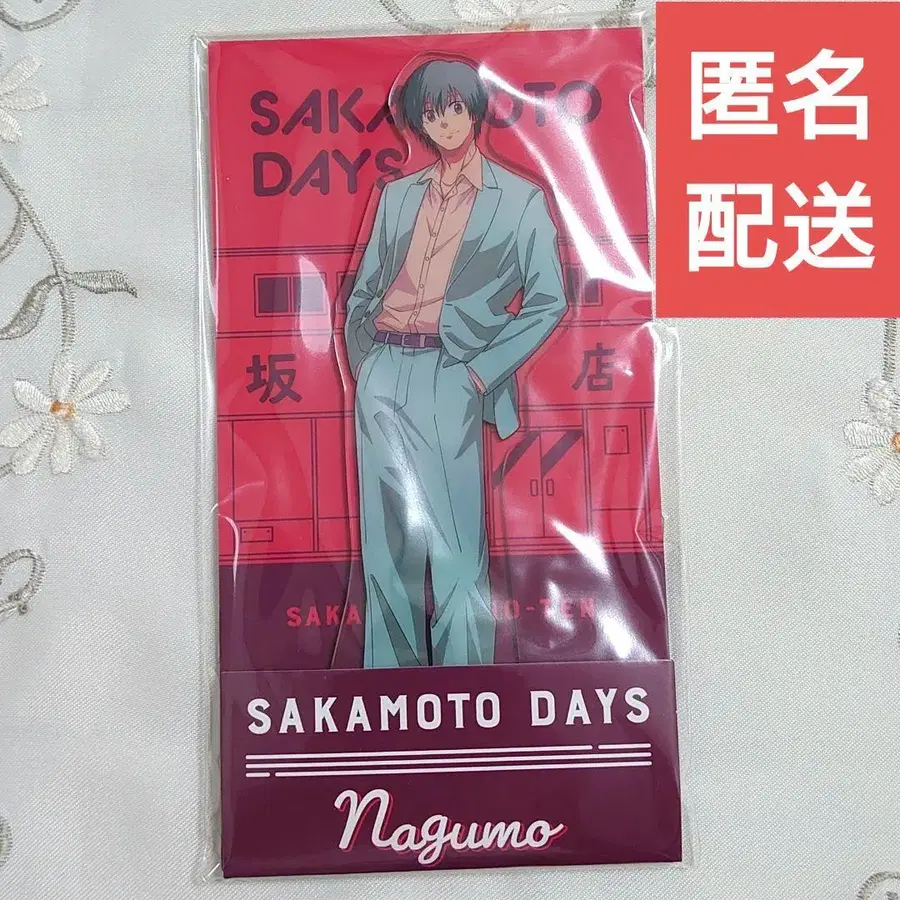 匿名
配送
SAKAMOTO
DAYS
坂
店
SAKA
O-TEN
SAKAMOTO DAYS
Nagumo